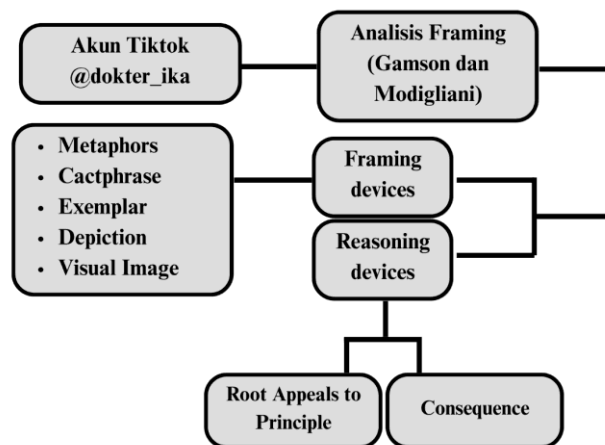 Akun Tiktok
@dokter_ika
Analisis Framing
(Gamson dan
Modigliani)
• Metaphors
• Cactphrase
• Exemplar
• Depiction
• Visual Image
Framing
devices
Reasoning
devices
Root Appeals to
Principle
Consequence